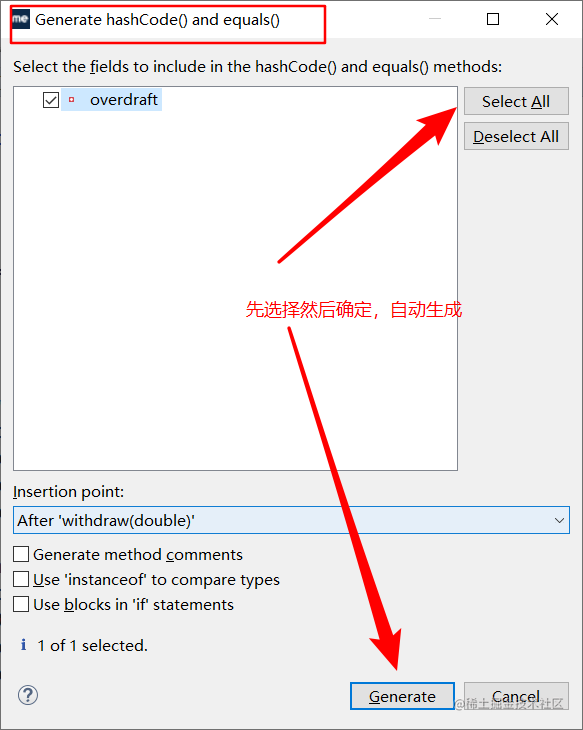 me Generate hashCode() and equals()
Select the fields to include in the hashCode() and equals() methods:
overdraft
Select All
Deselect All
先选择然后确定，自动生成
Insertion point:
After 'withdraw(double)'
Generate method comments
Use 'instanceof' to compare types
Use blocks in 'if' statements
i 1 of 1 selected.
? Generate Cancel
@稀土掘金技术社区